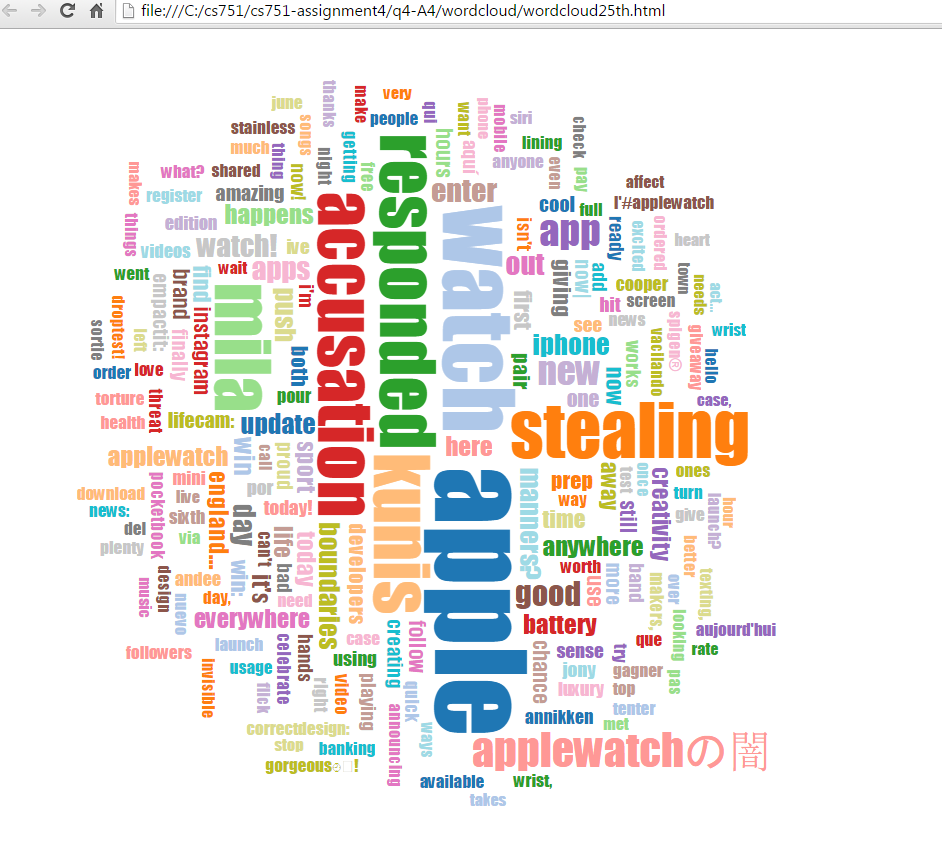 file:///C:/cs751/cs751-assignment4/q4-A4/wordcloud/wordcloud25th.html
june
thanks
make
very
people
qui
want
phone
mobile
siri
stainless
songs
much
thing
night
getting
free
hours
aquí
lining
anyone
even
check
pay
makes
what?
shared
now!
register
amazing
enter
cool
full
affect
I'#applewatch
things
edition
happens
responded
watch
isn't
app
ready
excited
ordered
heart
videos
watch!
ive
accusation
out
giving
now|
add
cooper
town
needs
act...
went
empactit:
brand
find
wait
apps
i'm
first
hit
screen
see
news
wrist
droptest!
sortie
left
finally
instagram
mila
push
both
iphone
works
vacilando
spigen®
giveaway
hello
order
love
pour
pair
new
now
one
case,
torture
threat
health
lifecam:
update
here
stealing
applewatch
win
call
proud
sport
kunis
apple
manners?
prep
way
away
test
still
once
creativity
ones
turn
download
pocketbook
mini
live
england...
por
news:
sixth
day
today!
time
give
launch?
hour
del
via
plenty
can't
it's
life
bad
today
boundaries
developers
anywhere
better
worth
music
design
andee
nuevo
day,
win.
need
good
use
more
band
makers,
over
texting,
everywhere
battery
looking
aujourd'hui
launch
celebrate
hands
case
creating
follow
chance
sense
try
que
rate
followers
invisible
usage
flick
right
using
video
playing
quick
jony
gagner
pas
luxury
top
correctdesign:
announcing
ways
annikken
tenter
met
stop
banking
applewatchの闇
gorgeous
available
wrist,
takes